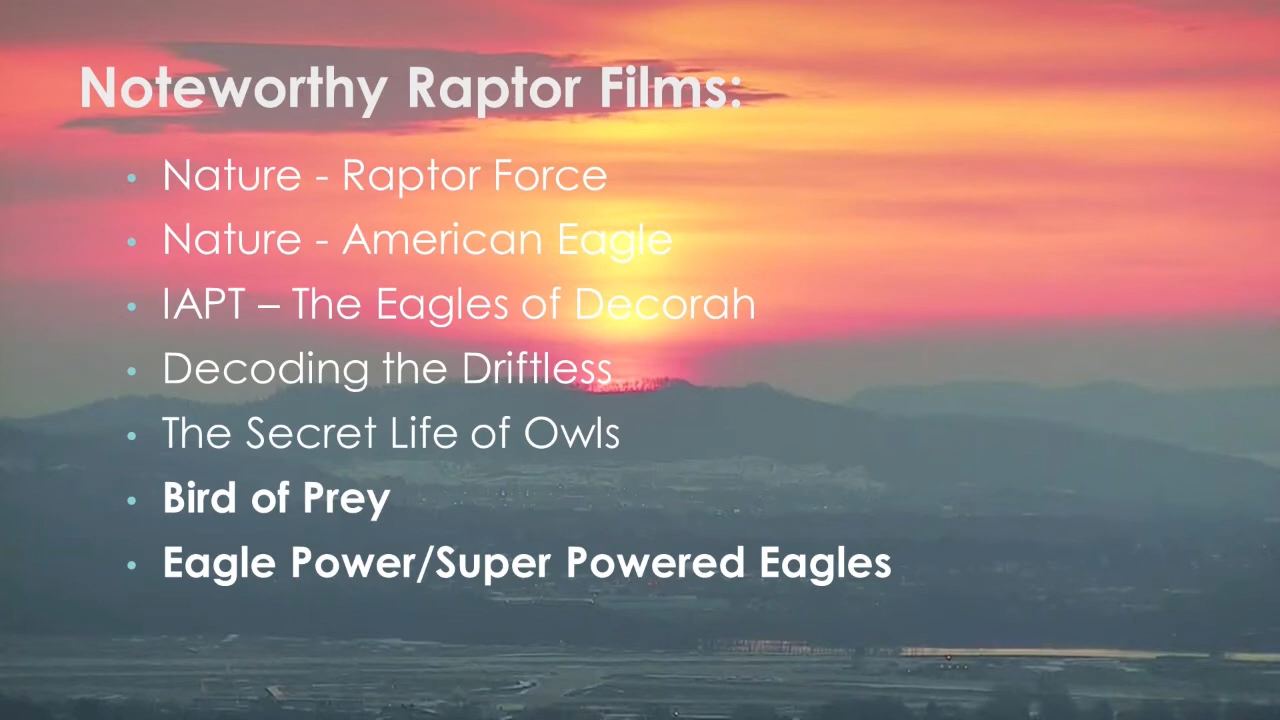 Noteworthy Raptor Films:
• Nature - Raptor Force
• Nature - American Eagle
• IAPT – The Eagles of Decorah
• Decoding the Driftless
• The Secret Life of Owls
• Bird of Prey
• Eagle Power/Super Powered Eagles